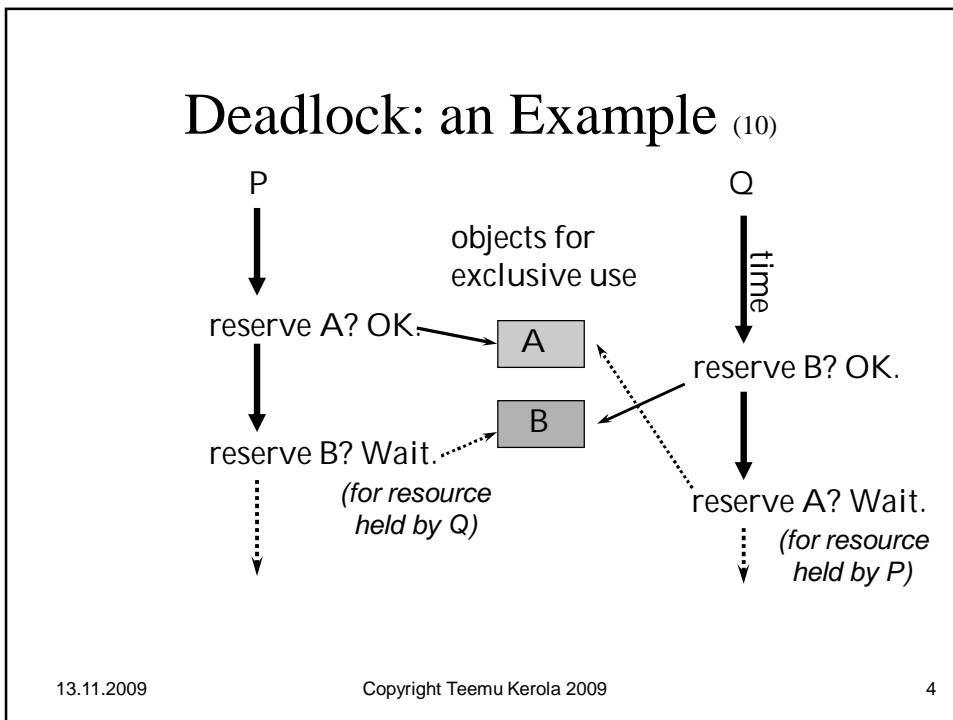 Deadlock: an Example (10)
P
Q
objects for
exclusive use
time
reserve A? OK.
A
reserve B? OK.
B
reserve B? Wait.
(for resource
held by Q)
reserve A? Wait.
(for resource
held by P)
13.11.2009
Copyright Teemu Kerola 2009
4